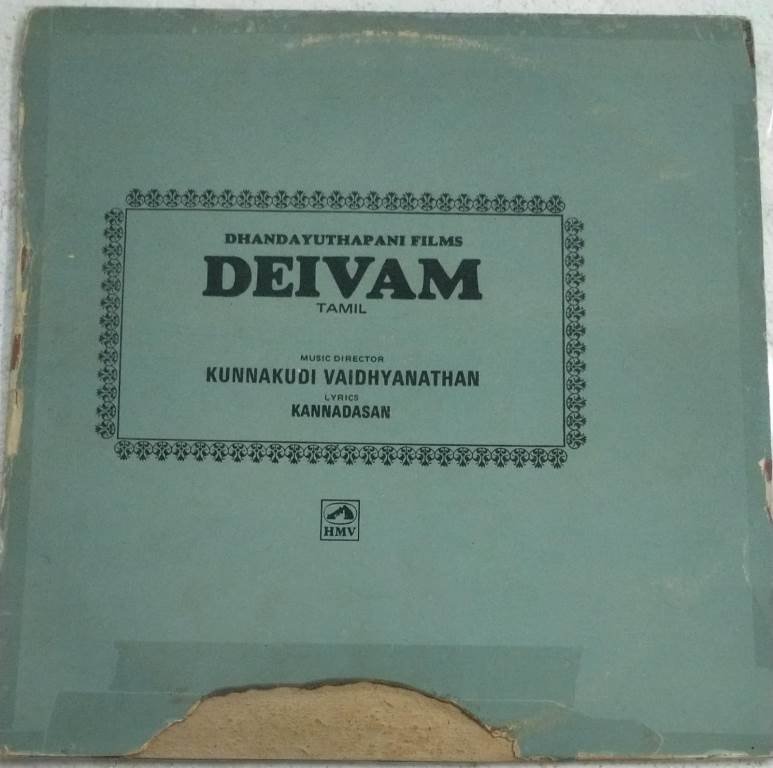 DHANDAYUTHAPANI FILMS
DEIVAM
TAMIL
MUSIC DIRECTOR
KUNNAKUDI VAIDHYANATHAN
LYRICS
KANNADASAN
HMV